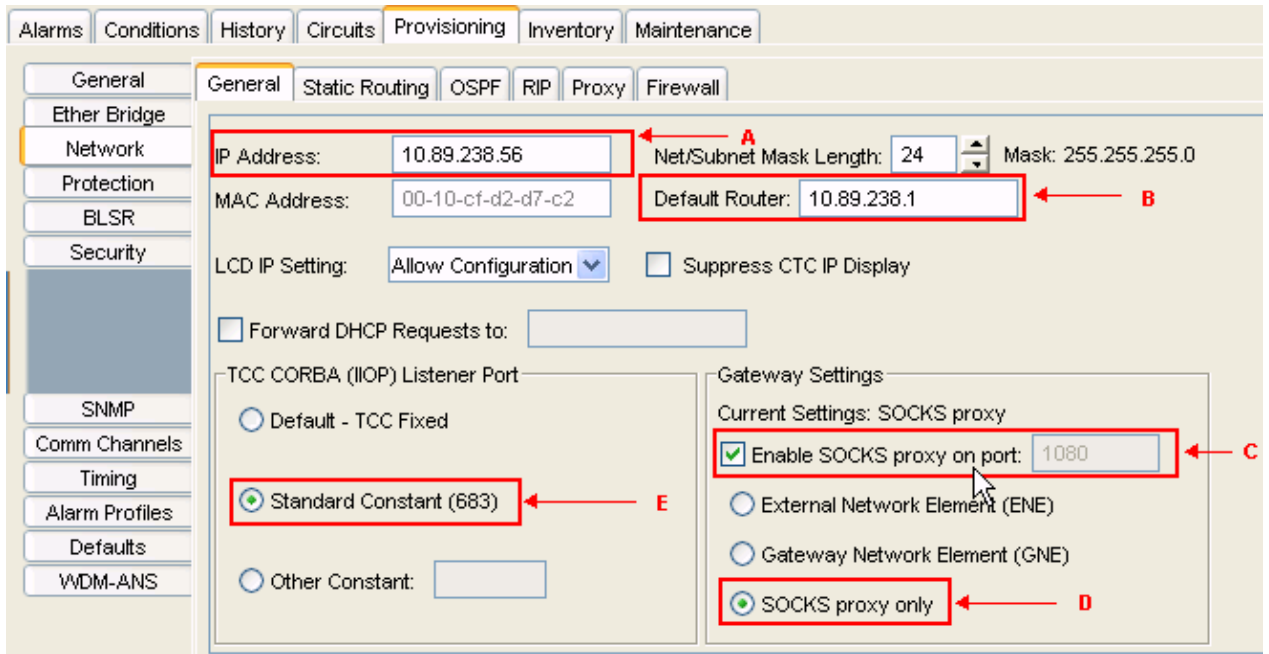 Alarms Conditions History Circuits Provisioning Inventory Maintenance
General
Ether Bridge
Network
Protection
BLSR
Security
SNMP
Comm Channels
Timing
Alarm Profiles
Defaults
WDM-ANS
General Static Routing OSPF RIP Proxy Firewall
IP Address: 10.89.238.56 A Net/Subnet Mask Length: 24 Mask: 255.255.255.0
MAC Address: 00-10-cf-d2-d7-c2 Default Router: 10.89.238.1 B
LCD IP Setting: Allow Configuration Suppress CTC IP Display
Forward DHCP Requests to:
TCC CORBA (IIOP) Listener Port
Default - TCC Fixed
Standard Constant (683) E
Other Constant:
Gateway Settings
Current Settings: SOCKS proxy
Enable SOCKS proxy on port: 1080 C
External Network Element (ENE)
Gateway Network Element (GNE)
SOCKS proxy only D